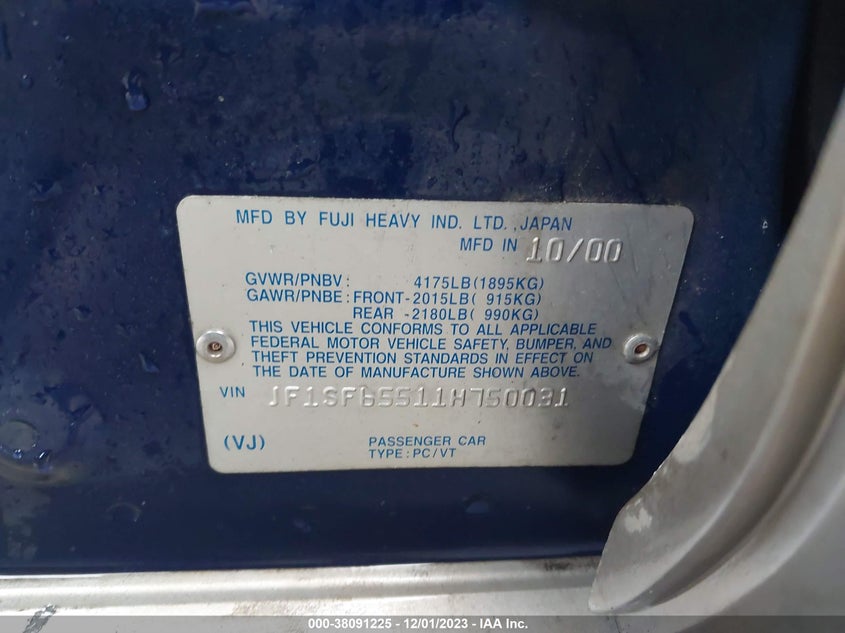 MFD BY FUJI HEAVY IND. LTD., JAPAN
MFD IN 10/00
GVWR/PNBV: 4175LB(1895KG)
GAWR/PNBE: FRONT-2015LB( 915KG)
REAR -2180LB( 990KG)
THIS VEHICLE CONFORMS TO ALL APPLICABLE
FEDERAL MOTOR VEHICLE SAFETY, BUMPER, AND
THEFT PREVENTION STANDARDS IN EFFECT ON
THE DATE OF MANUFACTURE SHOWN ABOVE.
VIN JF1SF65511H750031
(VJ) PASSENGER CAR
TYPE: PC/VT
000-38091225 - 12/01/2023 - IAA Inc.